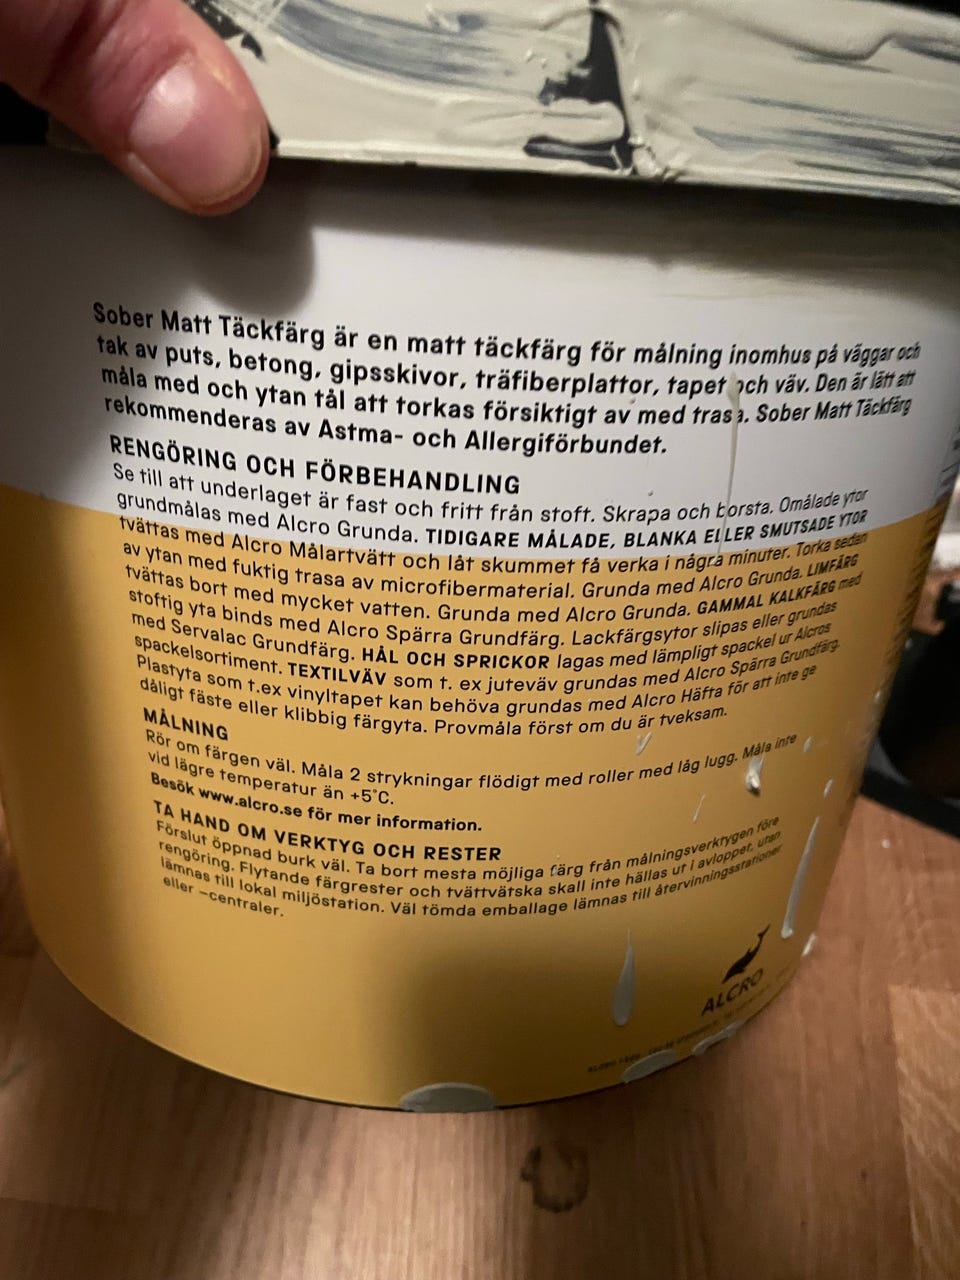 Sober Matt Täckfärg är en matt täckfärg för målning inomhus på väggar och
tak av puts, betong, gipsskivor, träfiberplattor, tapet och väv. Den är lätt att
måla med och ytan tål att torkas försiktigt av med trasa. Sober Matt Täckfärg
rekommenderas av Astma- och Allergiförbundet.
RENGÖRING OCH FÖRBEHANDLING
Se till att underlaget är fast och fritt från stoft. Skrapa och borsta. Omålade ytor
grundmålas med Alcro Grunda. TIDIGARE MÅLADE, BLANKA ELLER SMUTSADE YTOR
tvättas med Alcro Målartvätt och låt skummet få verka i några minuter. Torka sedan
av ytan med fuktig trasa av microfibermaterial. Grunda med Alcro Grunda. LIMFÄRG
tvättas bort med mycket vatten. Grunda med Alcro Grunda. GAMMAL KALKFÄRG med
stoftig yta binds med Alcro Spärra Grundfärg. Lackfärgsytor slipas eller grundas
med Servalac Grundfärg. HÅL OCH SPRICKOR lagas med lämpligt spackel ur Alcros
spackelsortiment. TEXTILVÄV som t. ex juteväv grundas med Alcro Spärra Grundfärg.
Plastyta som t.ex vinyltapet kan behöva grundas med Alcro Häfta för att inte ge
dåligt fäste eller klibbig färgyta. Provmåla först om du är tveksam.
MÅLNING
Rör om färgen väl. Måla 2 strykningar flödigt med roller med låg lugg. Måla inte
vid lägre temperatur än +5°C.
Besök www.alcro.se för mer information.
TA HAND OM VERKTYG OCH RESTER
Förslut öppnad burk väl. Ta bort mesta möjliga färg från målningsverktygen före
rengöring. Flytande färgrester och tvättvätska skall inte hällas ut i avloppet, utan
lämnas till lokal miljöstation. Väl tömda emballage lämnas till återvinningsstationer
eller –centraler.
ALCRO